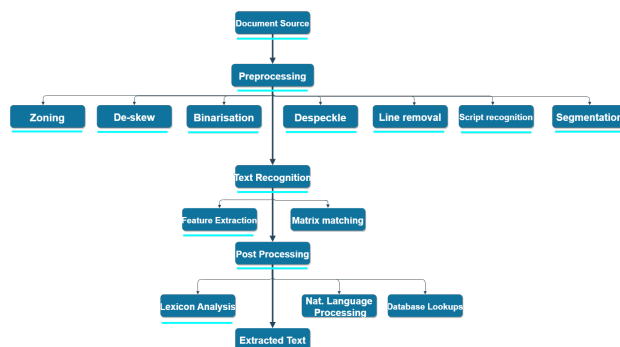 Document Source
Preprocessing
Zoning
De-skew
Binarisation
Despeckle
Line removal
Script recognition
Segmentation
Text Recognition
Feature Extraction
Matrix matching
Post Processing
Lexicon Analysis
Nat. Language
Processing
Database Lookups
Extracted Text